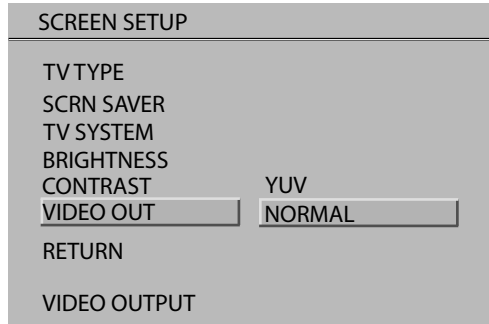 SCREEN SETUP
TV TYPE
SCRN SAVER
TV SYSTEM
BRIGHTNESS
CONTRAST YUV
VIDEO OUT NORMAL
RETURN
VIDEO OUTPUT